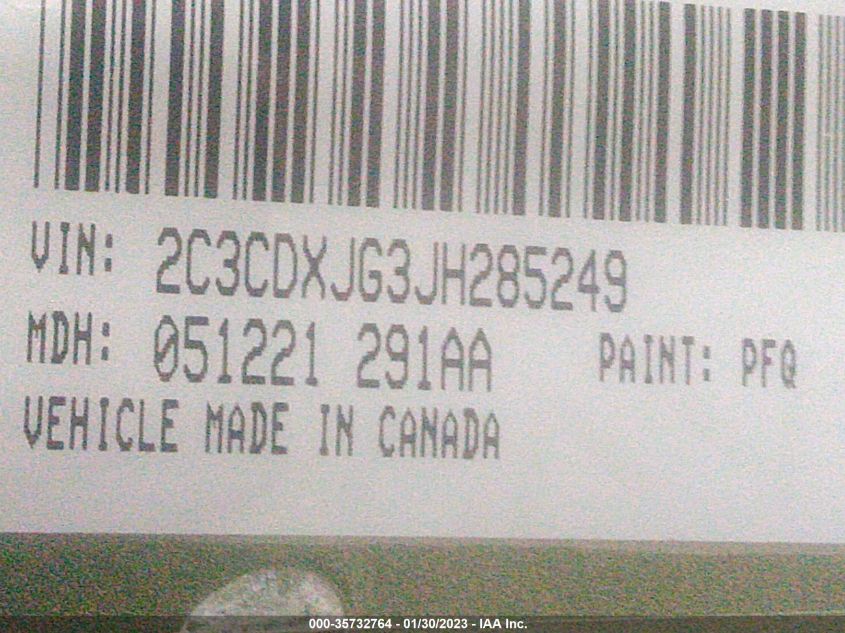 VIN: 2C3CDXJG3JH285249
MDH: 051221 291AA PAINT: PFQ
VEHICLE MADE IN CANADA
000-35732764 - 01/30/2023 - IAA Inc.